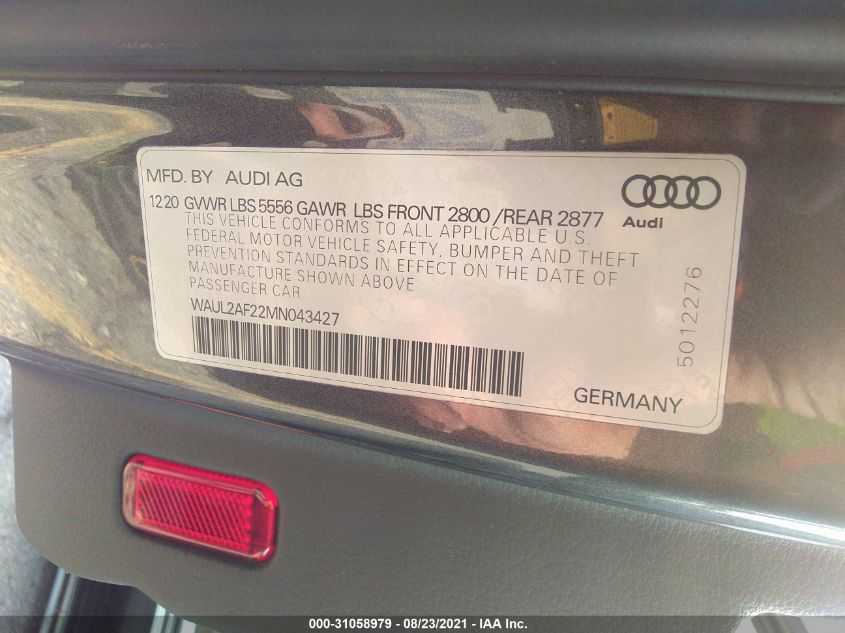 MFD. BY AUDI AG
12 20 GVWR LBS 5556 GAWR LBS FRONT 2800 /REAR 2877
THIS VEHICLE CONFORMS TO ALL APPLICABLE U.S.
FEDERAL MOTOR VEHICLE SAFETY, BUMPER AND THEFT
PREVENTION STANDARDS IN EFFECT ON THE DATE OF
MANUFACTURE SHOWN ABOVE
PASSENGER CAR
WAUL2AF22MN043427
Audi
5012276
GERMANY
000-31058979 - 08/23/2021 - IAA Inc.